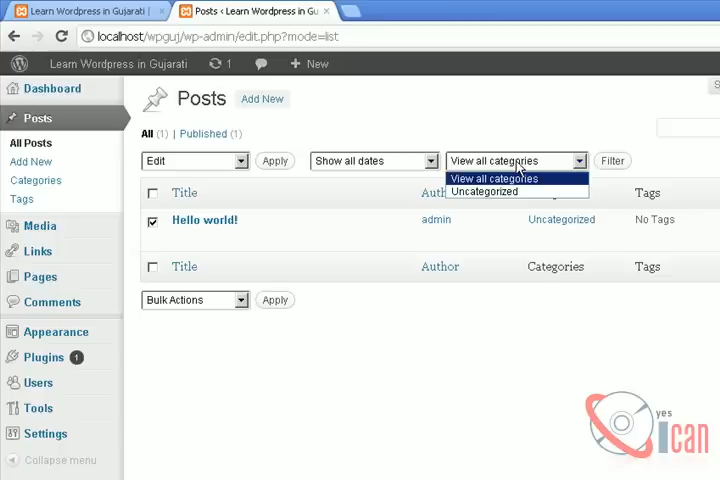 Learn Wordpress in Gujarati |
Posts ‹ Learn Wordpress in Gu
localhost/wpguj/wp-admin/edit.php?mode=list
Learn Wordpress in Gujarati 1 + New
Dashboard
Posts
All Posts
Add New
Categories
Tags
Media
Links
Pages
Comments
Appearance
Plugins 1
Users
Tools
Settings
Collapse menu
Posts Add New
All (1) | Published (1)
Edit Apply Show all dates View all categories Filter
View all categories
Uncategorized
Title Tags
Hello world! admin Uncategorized No Tags
Title Author Categories Tags
Bulk Actions Apply
yes
ican